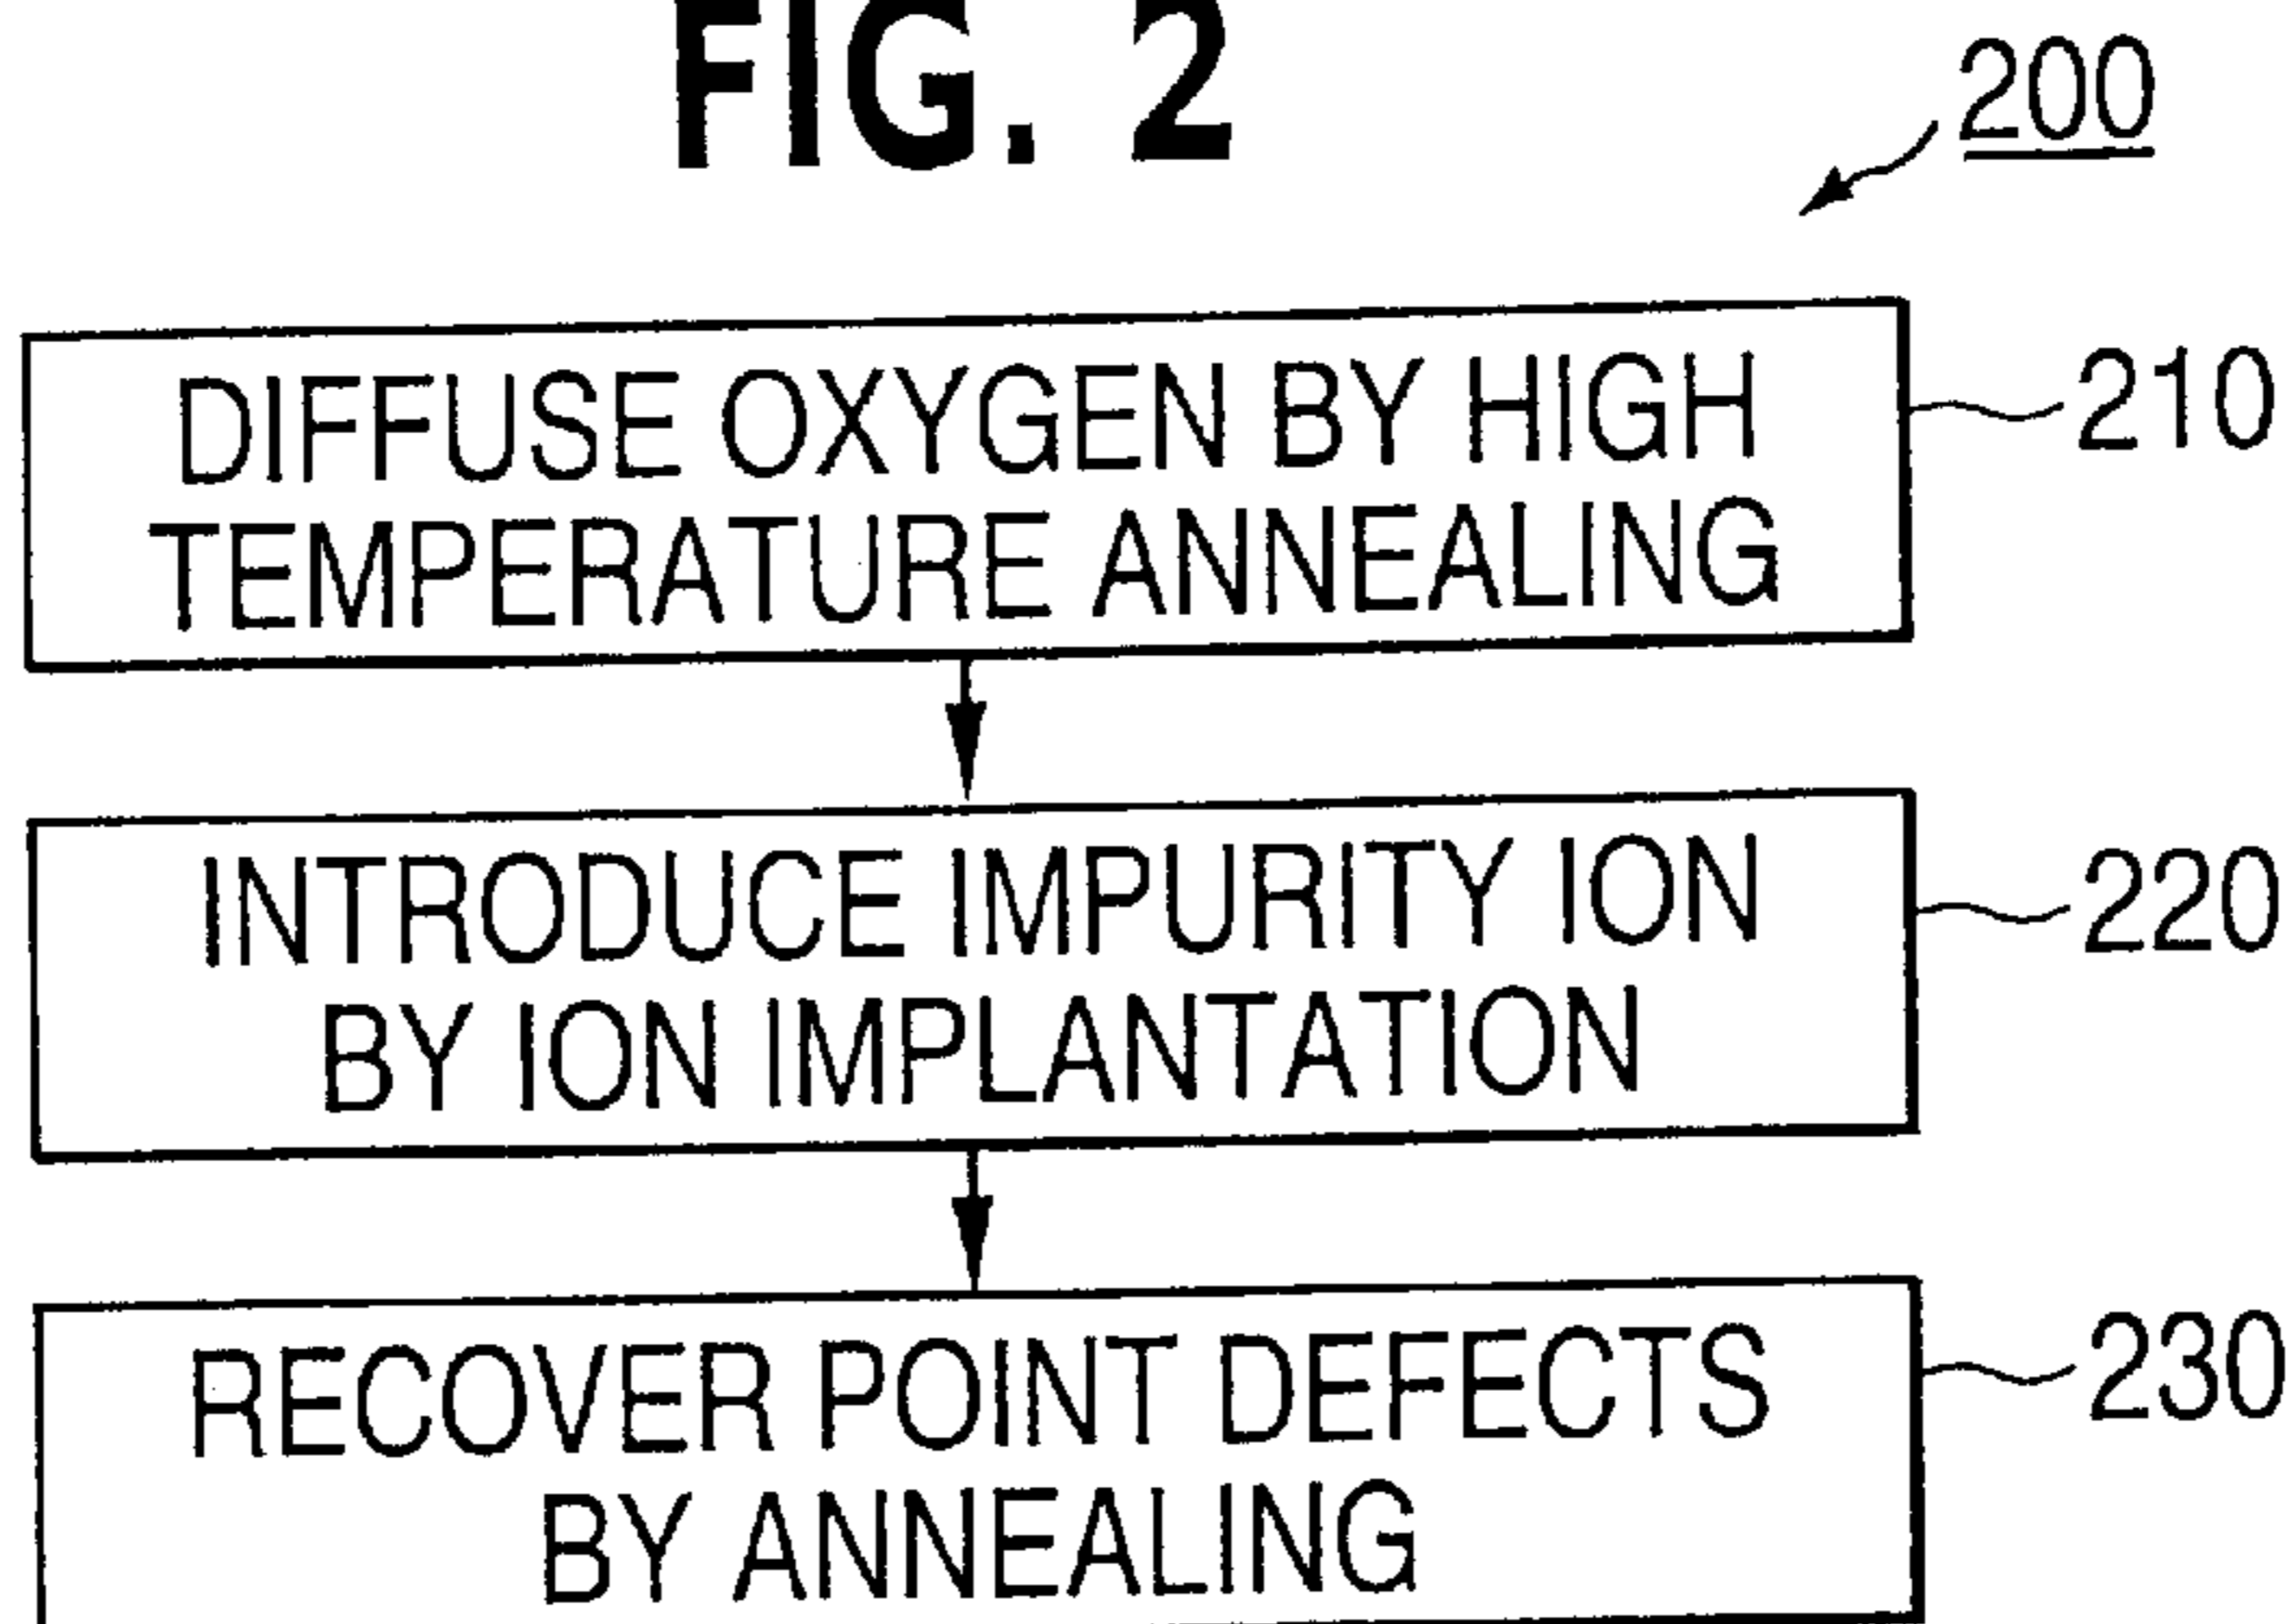 FIG. 2
200
DIFFUSE OXYGEN BY HIGH
TEMPERATURE ANNEALING
210
INTRODUCE IMPURITY ION
BY ION IMPLANTATION
220
RECOVER POINT DEFECTS
BY ANNEALING
230